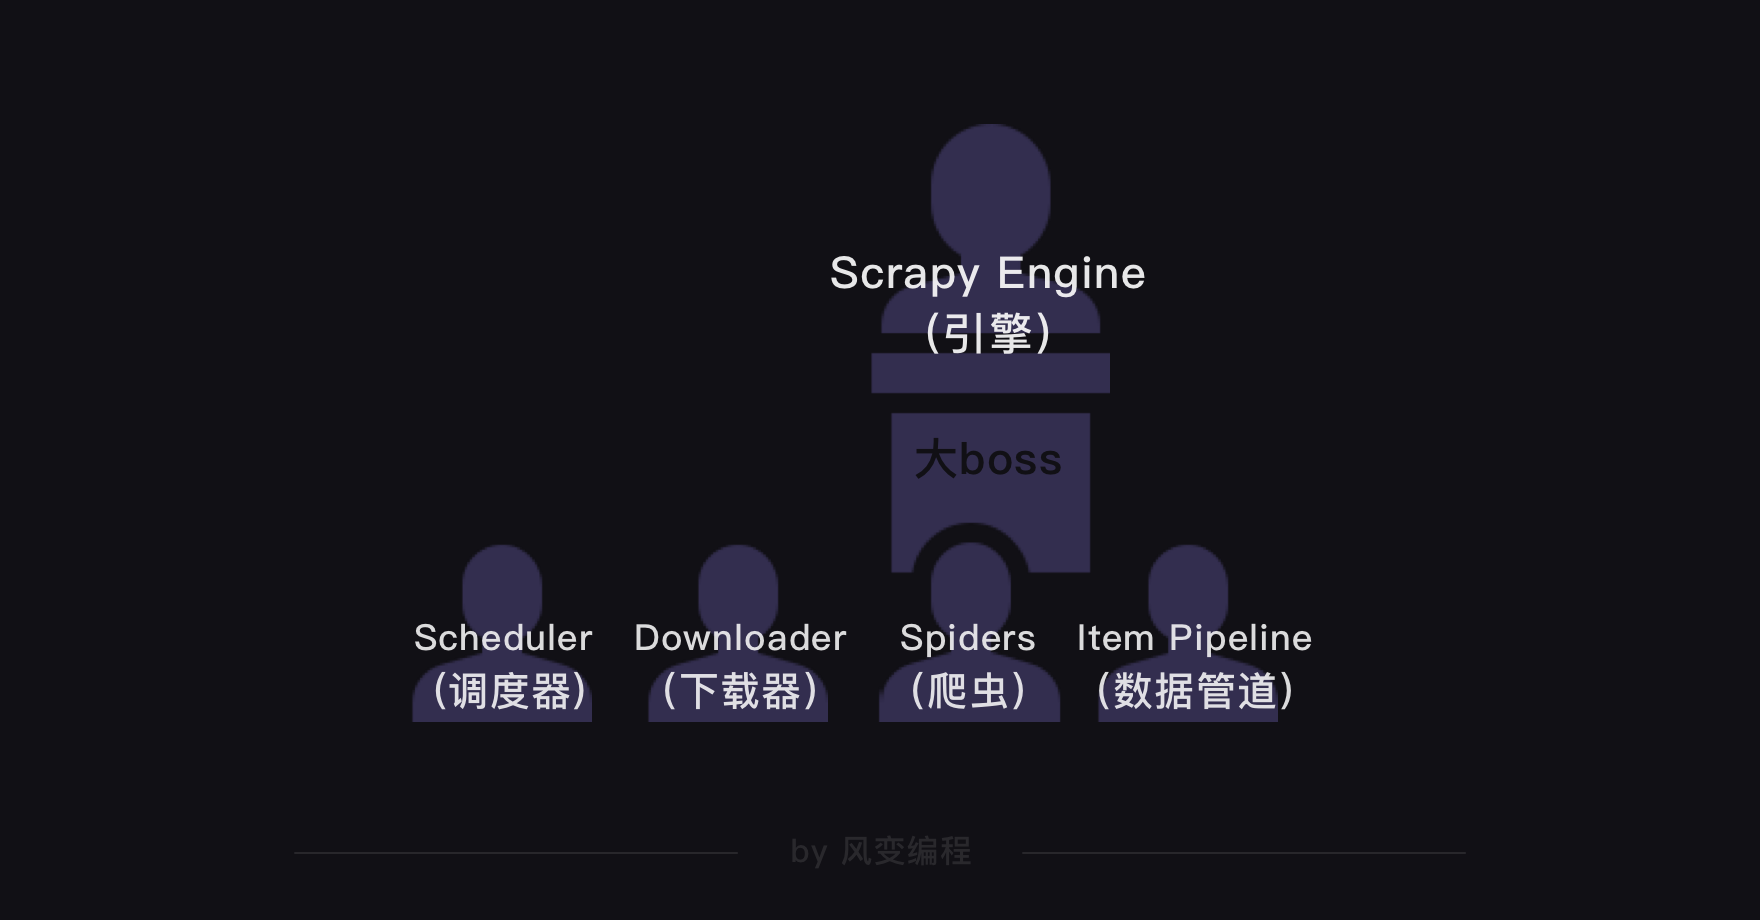 Scrapy Engine
(引擎)
大boss
Scheduler
(调度器)
Downloader
(下载器)
Spiders
(爬虫)
Item Pipeline
(数据管道)
by 风变编程